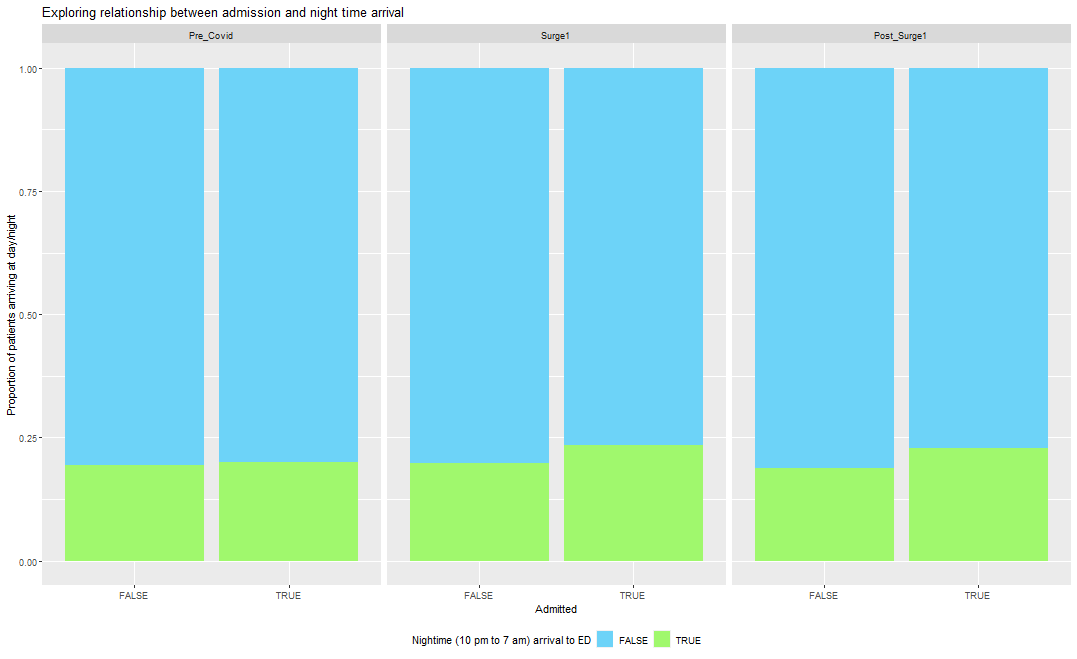 Exploring relationship between admission and night time arrival
Pre_Covid
Surge1
Post_Surge1
Proportion of patients arriving at day/night
1.00
0.75
0.50
0.25
0.00
FALSE
TRUE
FALSE
TRUE
FALSE
TRUE
Admitted
Nightime (10 pm to 7 am) arrival to ED FALSE TRUE